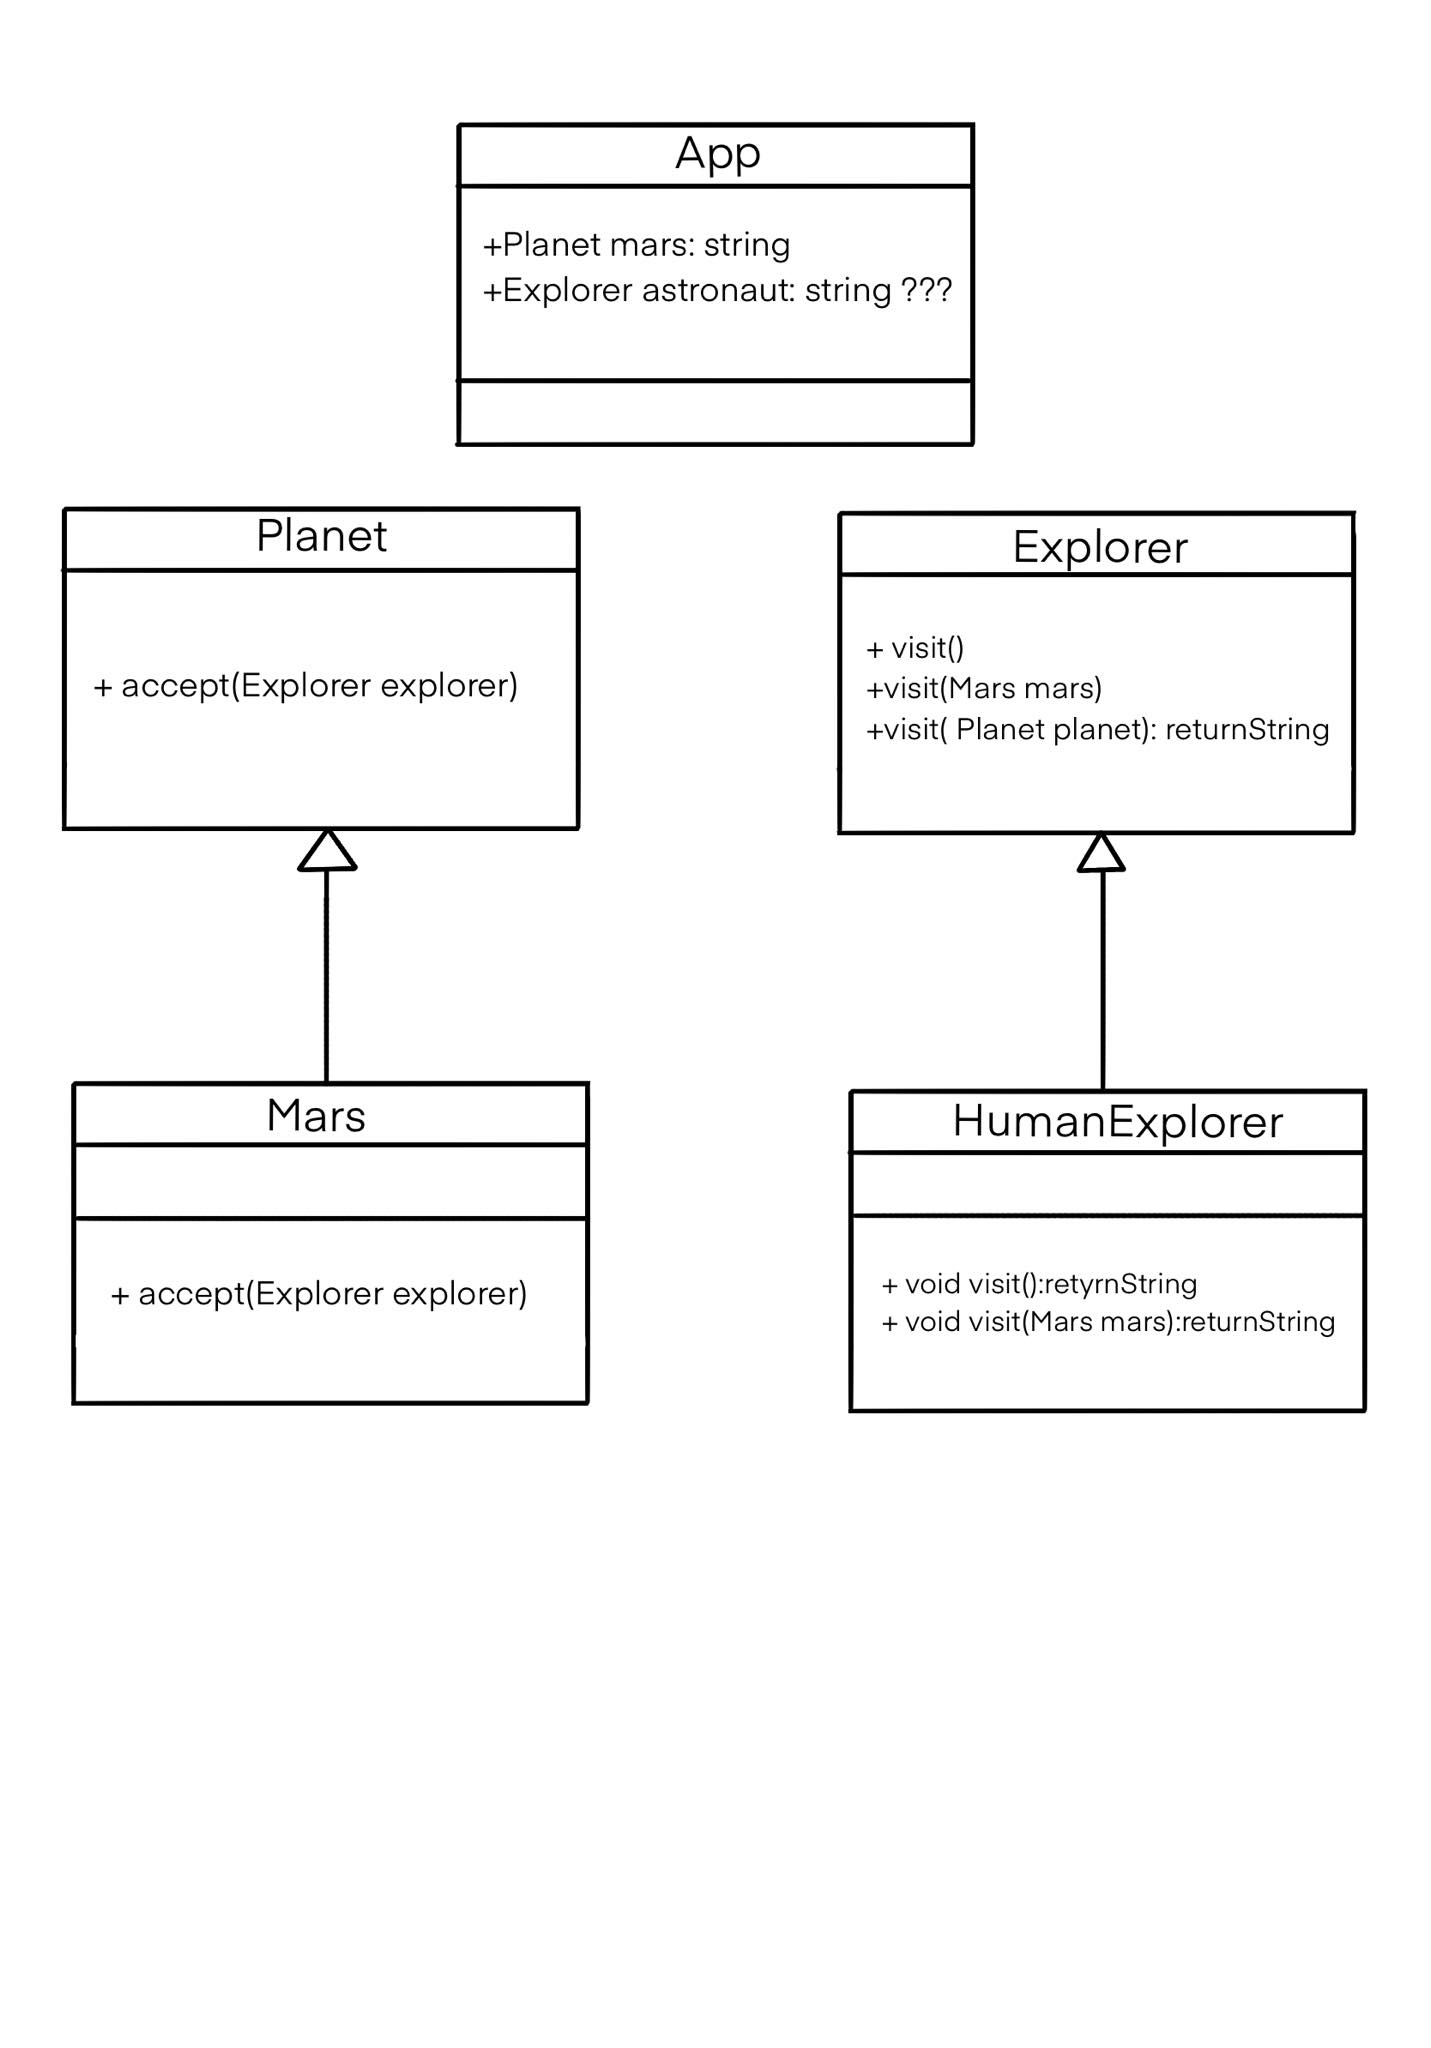 App
+Planet mars: string
+Explorer astronaut: string ???
Planet
+ accept(Explorer explorer)
Explorer
+ visit()
+visit(Mars mars)
+visit( Planet planet): returnString
Mars
+ accept(Explorer explorer)
HumanExplorer
+ void visit():retyrnString
+ void visit(Mars mars):returnString